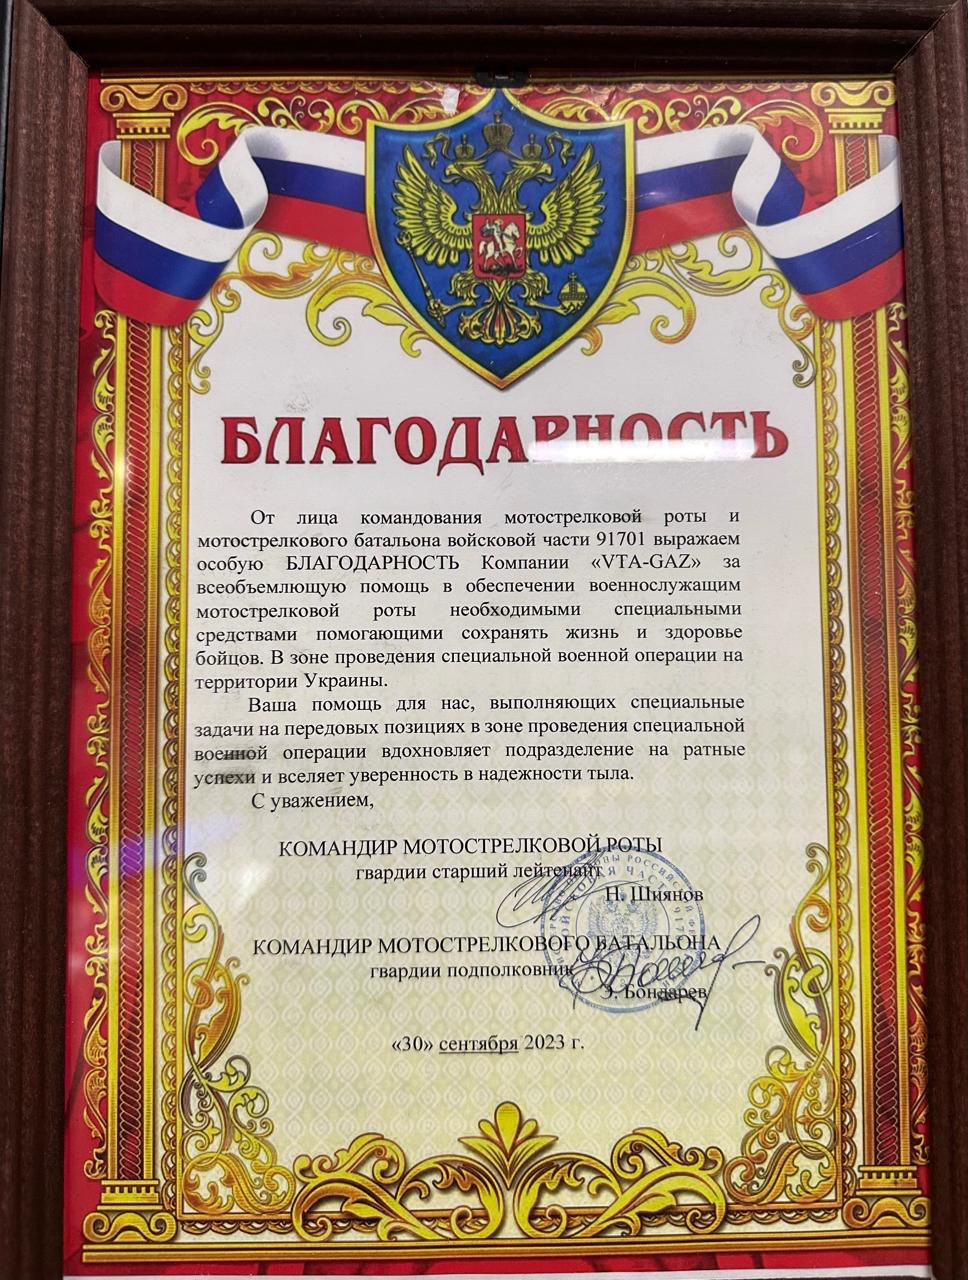 БЛАГОДАРНОСТЬ
От лица командования мотострелковой роты и
мотострелкового батальона войсковой части 91701 выражаем
особую БЛАГОДАРНОСТЬ Компании «VTA-GAZ» за
всеобъемлющую помощь в обеспечении военнослужащим
мотострелковой роты необходимыми специальными
средствами помогающими сохранять жизнь и здоровье
бойцов. В зоне проведения специальной военной операции на
территории Украины.
Ваша помощь для нас, выполняющих специальные
задачи на передовых позициях в зоне проведения специальной
военной операции вдохновляет подразделение на ратные
успехи и вселяет уверенность в надежности тыла.
С уважением,
КОМАНДИР МОТОСТРЕЛКОВОЙ РОТЫ
гвардии старший лейтенант
Н. Шиянов
КОМАНДИР МОТОСТРЕЛКОВОГО БАТАЛЬОНА
гвардии подполковник
Э. Бондарев
«30» сентября 2023 г.